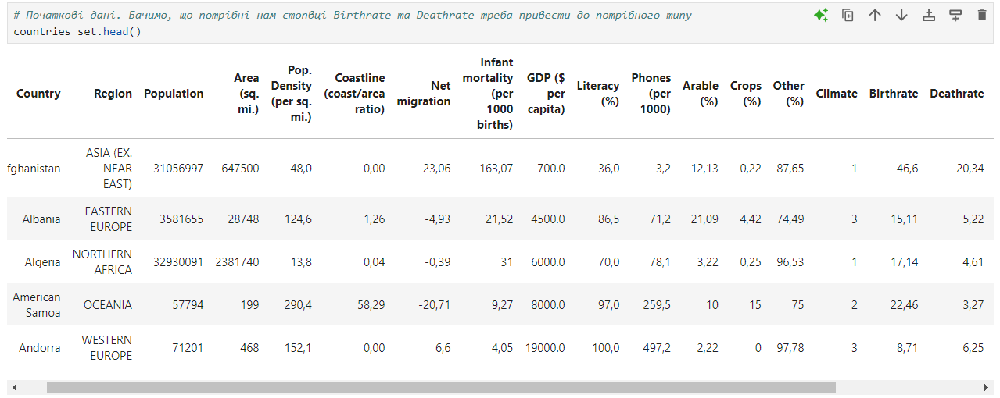 # Початкові дані. Бачимо, що потрібні нам стовпці Birthrate та Deathrate треба привести до потрібного типу
countries_set.head()
Country Region Population Area (sq. mi.) Pop. Density (per sq. mi.) Coastline (coast/area ratio) Net migration Infant mortality (per 1000 births) GDP ($ per capita) Literacy (%) Phones (per 1000) Arable (%) Crops (%) Other (%) Climate Birthrate Deathrate
fghanistan ASIA (EX. NEAR EAST) 31056997 647500 48,0 0,00 23,06 163,07 700.0 36,0 3,2 12,13 0,22 87,65 1 46,6 20,34
Albania EASTERN EUROPE 3581655 28748 124,6 1,26 -4,93 21,52 4500.0 86,5 71,2 21,09 4,42 74,49 3 15,11 5,22
Algeria NORTHERN AFRICA 32930091 2381740 13,8 0,04 -0,39 31 6000.0 70,0 78,1 3,22 0,25 96,53 1 17,14 4,61
American Samoa OCEANIA 57794 199 290,4 58,29 -20,71 9,27 8000.0 97,0 259,5 10 15 75 2 22,46 3,27
Andorra WESTERN EUROPE 71201 468 152,1 0,00 6,6 4,05 19000.0 100,0 497,2 2,22 0 97,78 3 8,71 6,25